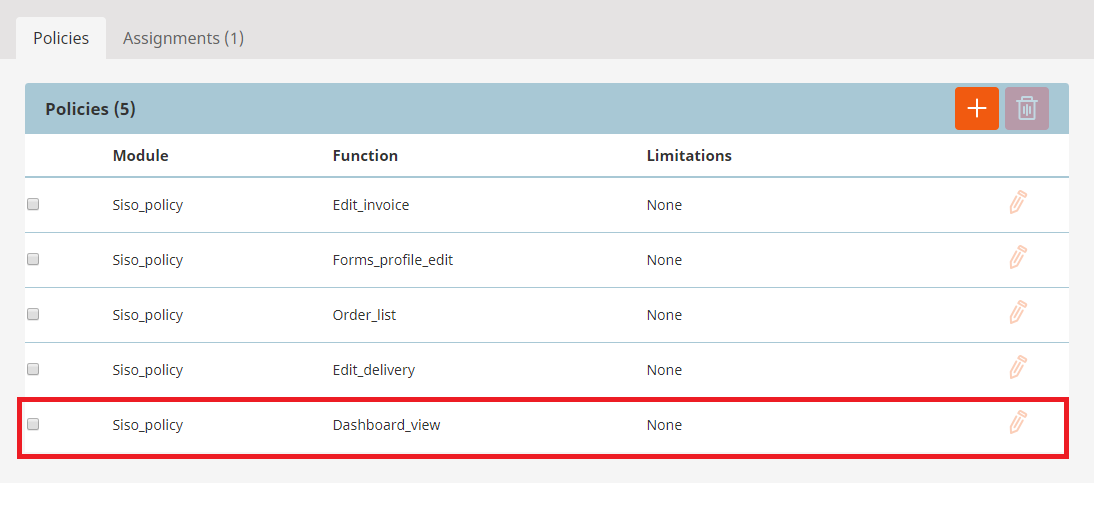 Policies Assignments (1)
Policies (5)
Module Function Limitations
Siso_policy Edit_invoice None
Siso_policy Forms_profile_edit None
Siso_policy Order_list None
Siso_policy Edit_delivery None
Siso_policy Dashboard_view None